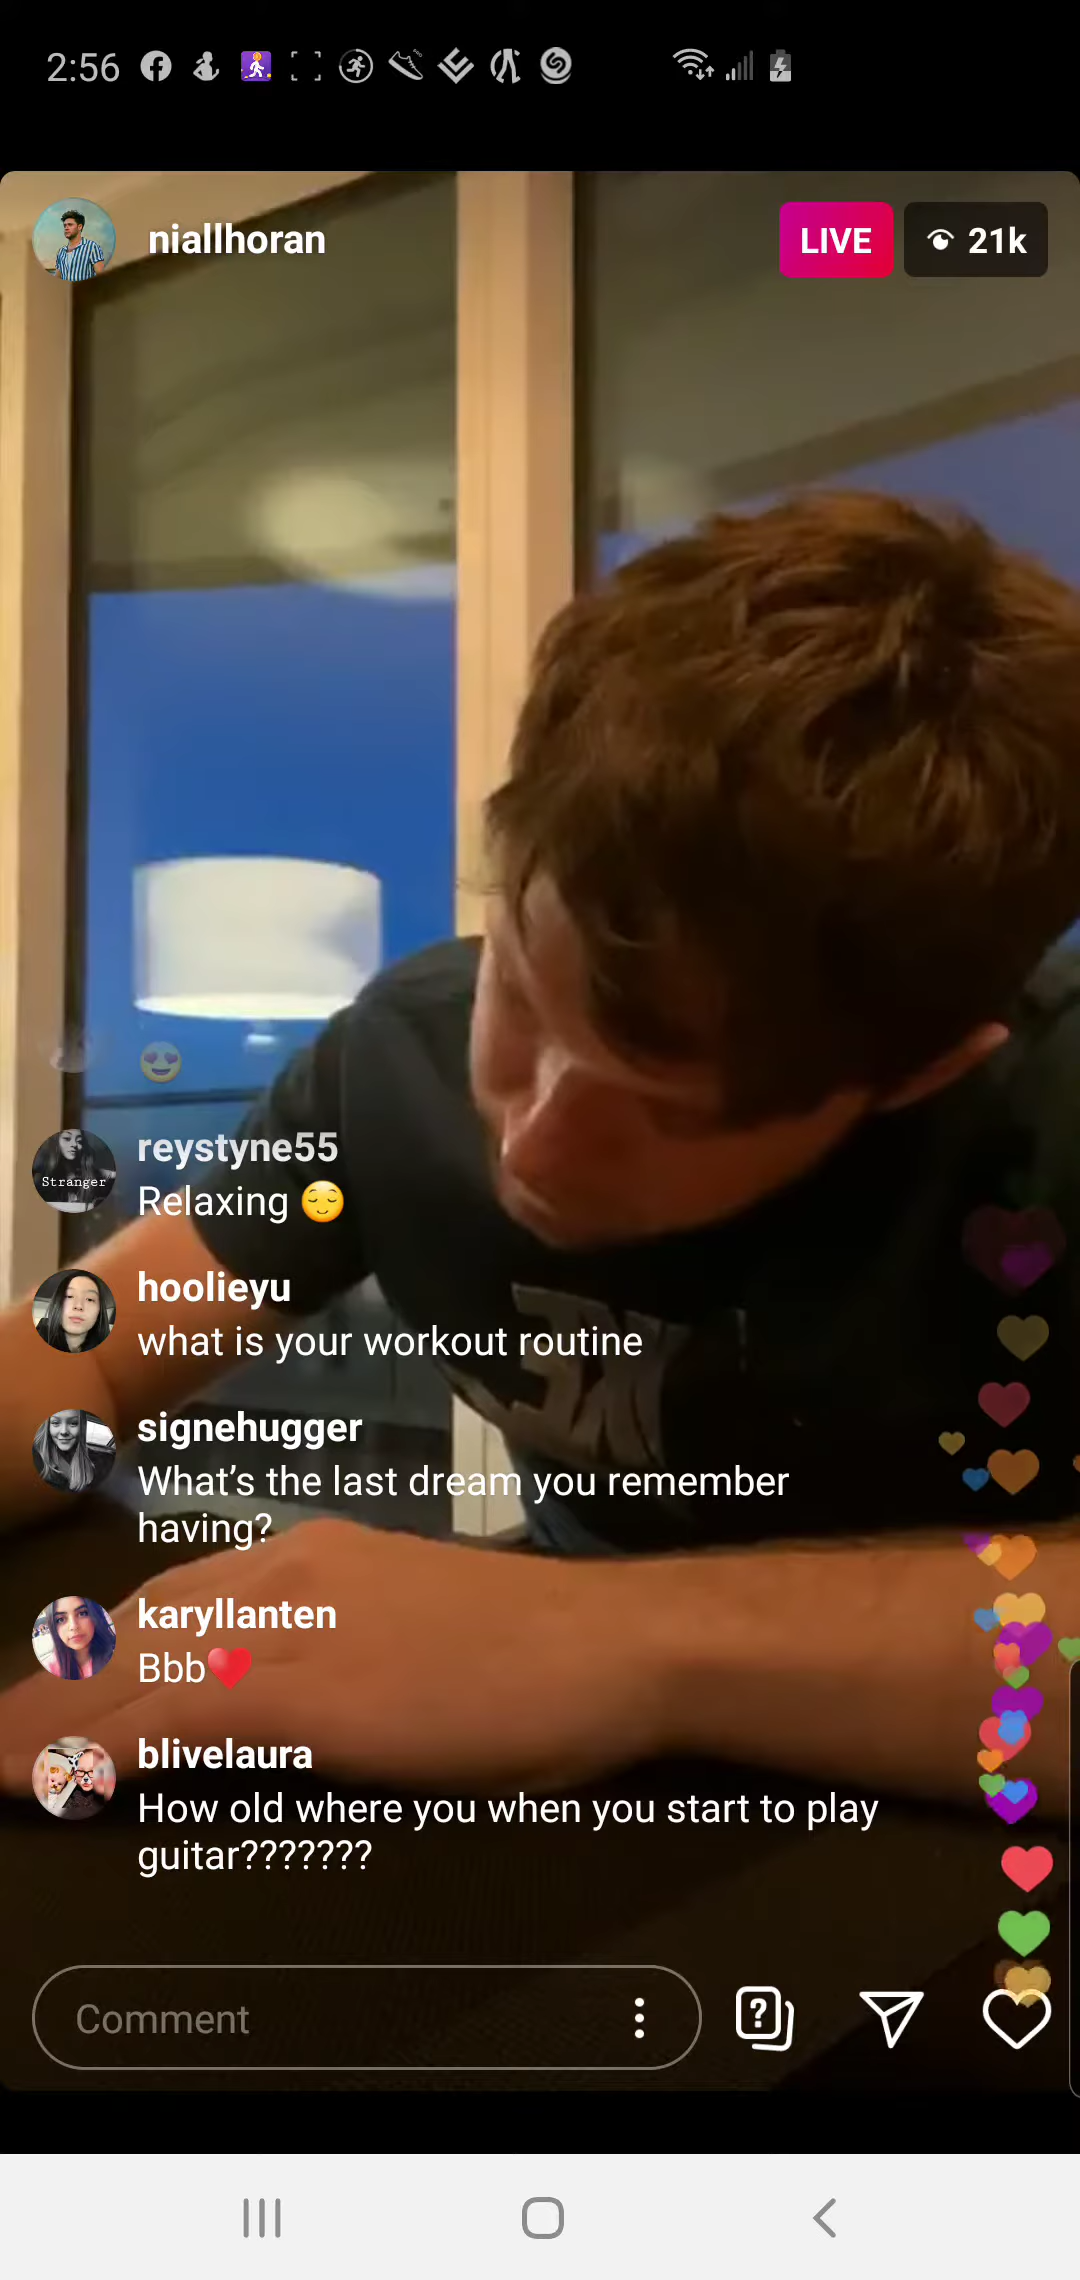 2:56
niallhoran
LIVE
21k
reystyne55
Stranger
Relaxing 😌
hoolieyu
what is your workout routine
signehugger
What’s the last dream you remember
having?
karyllanten
Bbb♥️
blivelaura
How old where you when you start to play
guitar???????
Comment